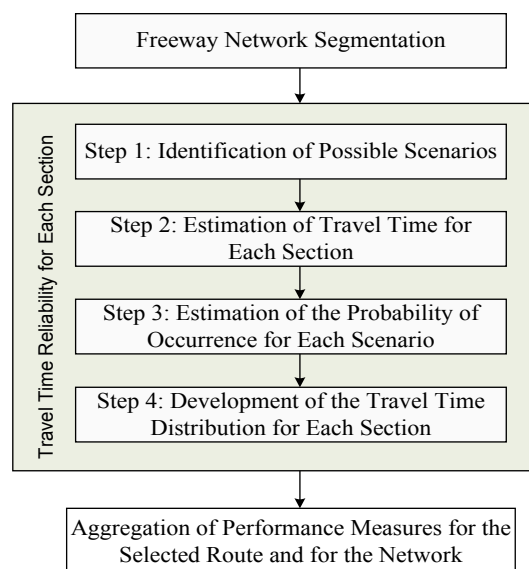 Freeway Network Segmentation
Travel Time Reliability for Each Section
Step 1: Identification of Possible Scenarios
Step 2: Estimation of Travel Time for
Each Section
Step 3: Estimation of the Probability of
Occurrence for Each Scenario
Step 4: Development of the Travel Time
Distribution for Each Section
Aggregation of Performance Measures for the
Selected Route and for the Network